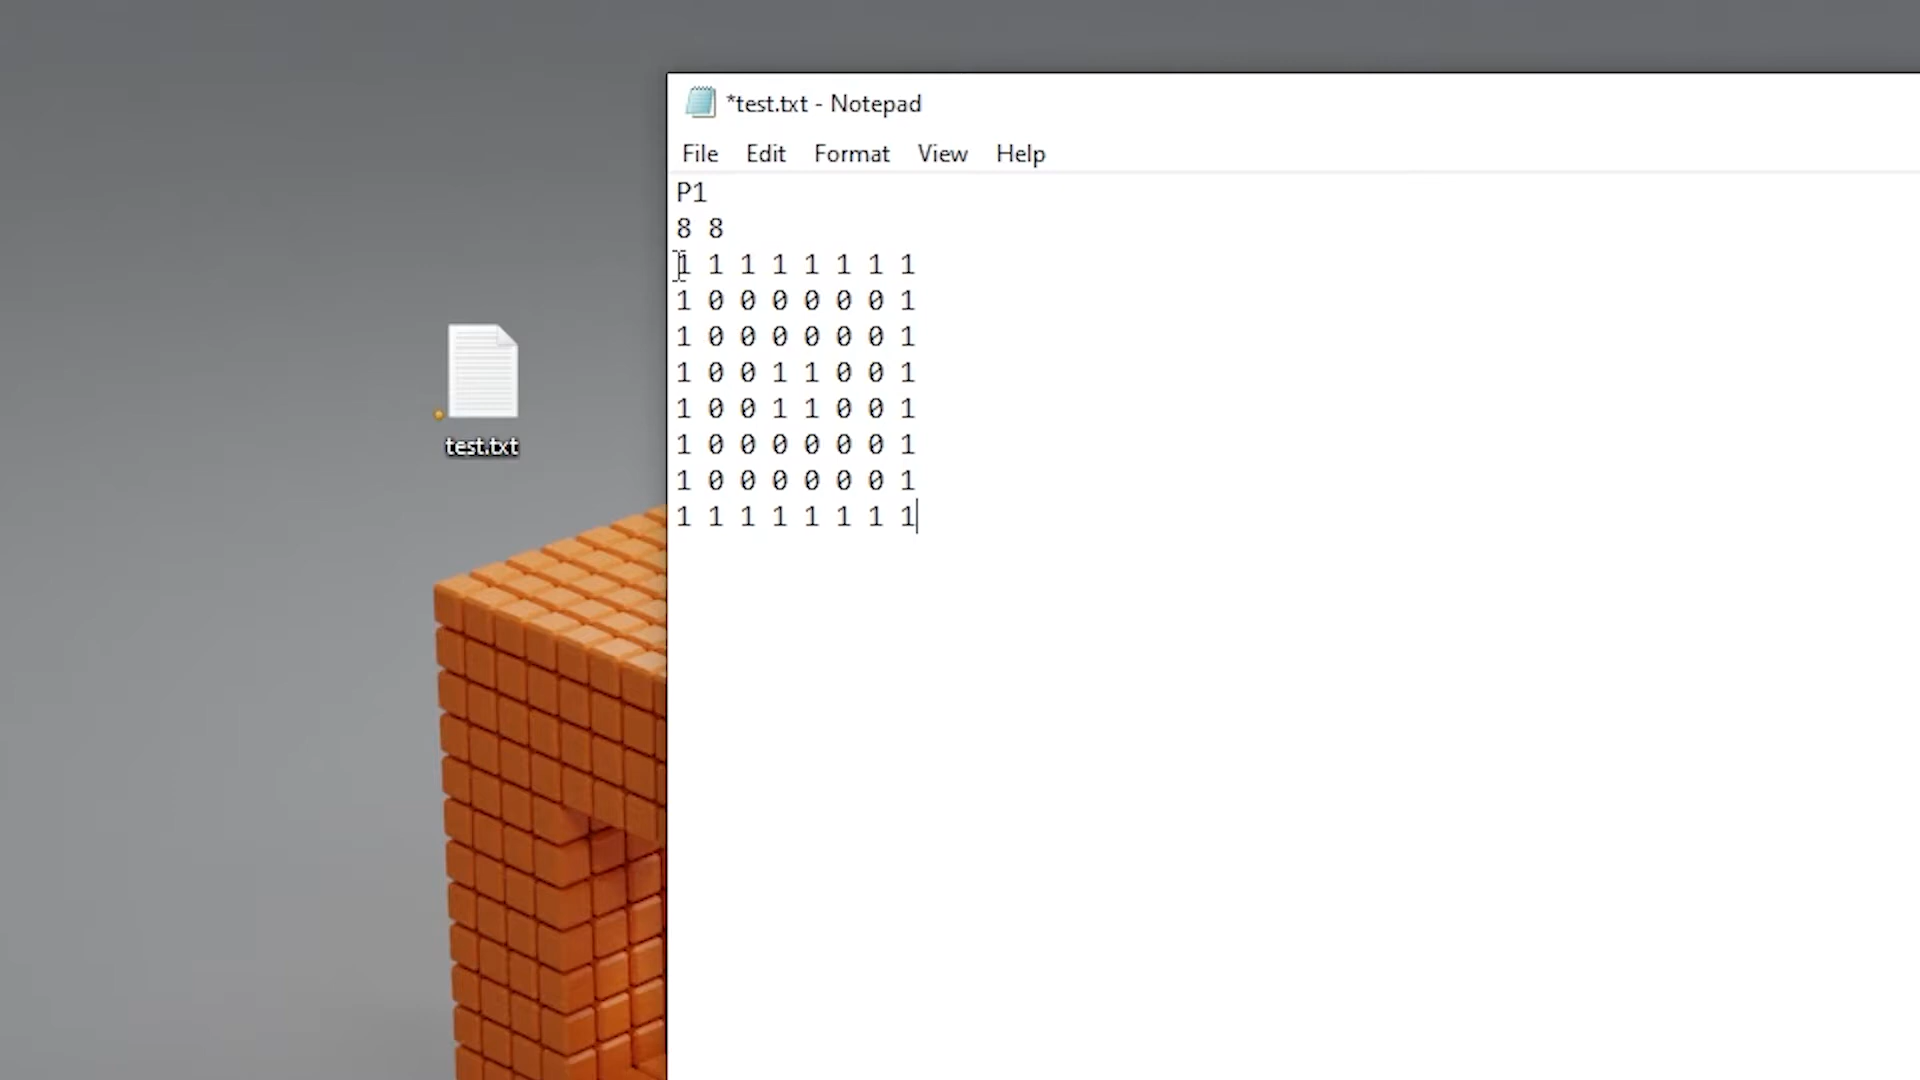 *test.txt - Notepad
File Edit Format View Help
P1
8 8
1 1 1 1 1 1 1 1
1 0 0 0 0 0 0 1
1 0 0 0 0 0 0 1
1 0 0 1 1 0 0 1
1 0 0 1 1 0 0 1
1 0 0 0 0 0 0 1
1 0 0 0 0 0 0 1
1 1 1 1 1 1 1 1
test.txt